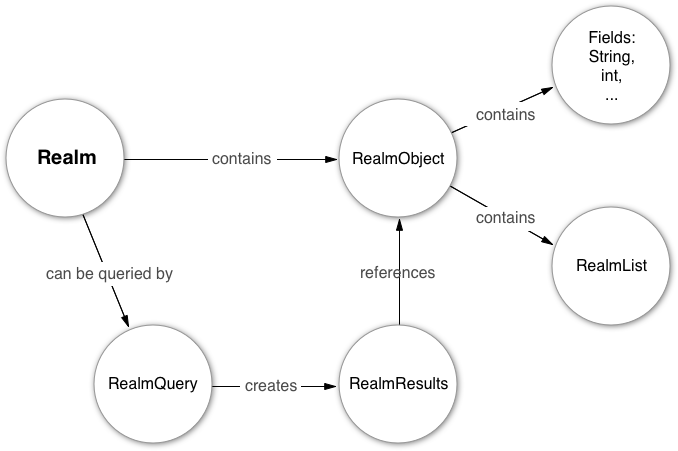 Fields:
String,
int,
...
contains
Realm
contains
RealmObject
contains
RealmList
can be queried by
references
RealmQuery
creates
RealmResults